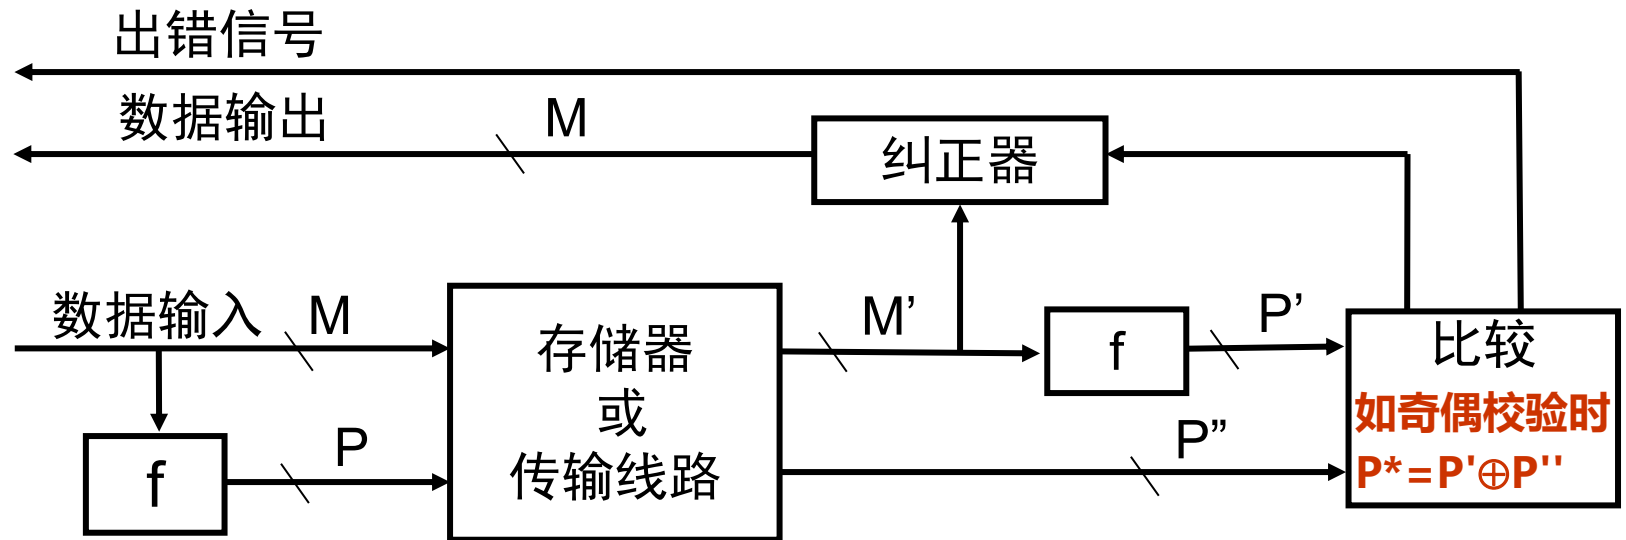 出错信号
数据输出
M
纠正器
数据输入
M
存储器
或
传输线路
M’
f
P’
比较
如奇偶校验时
P*=P'⊕P''
P”
f
P